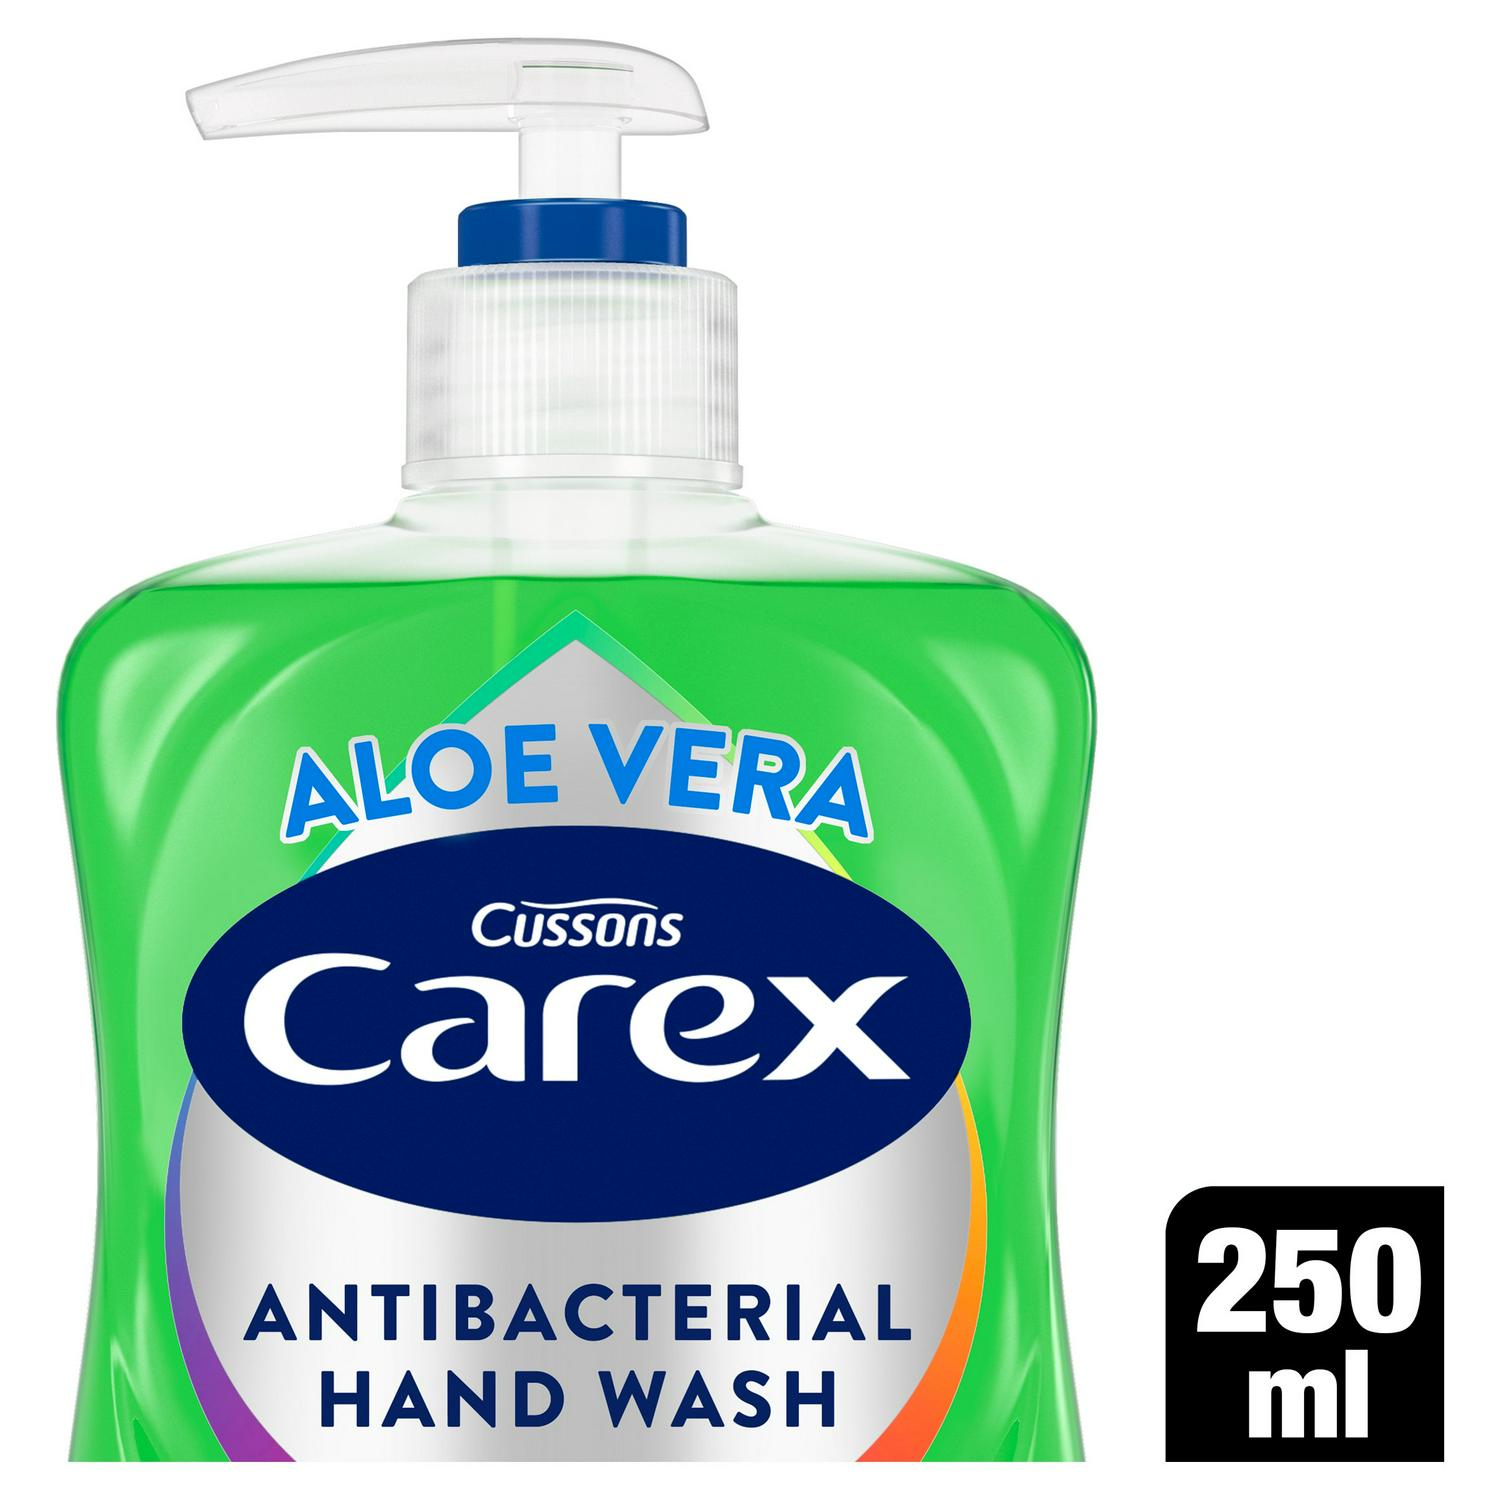 ALOE VERA
Cussons
Carex
ANTIBACTERIAL
HAND WASH
250
ml